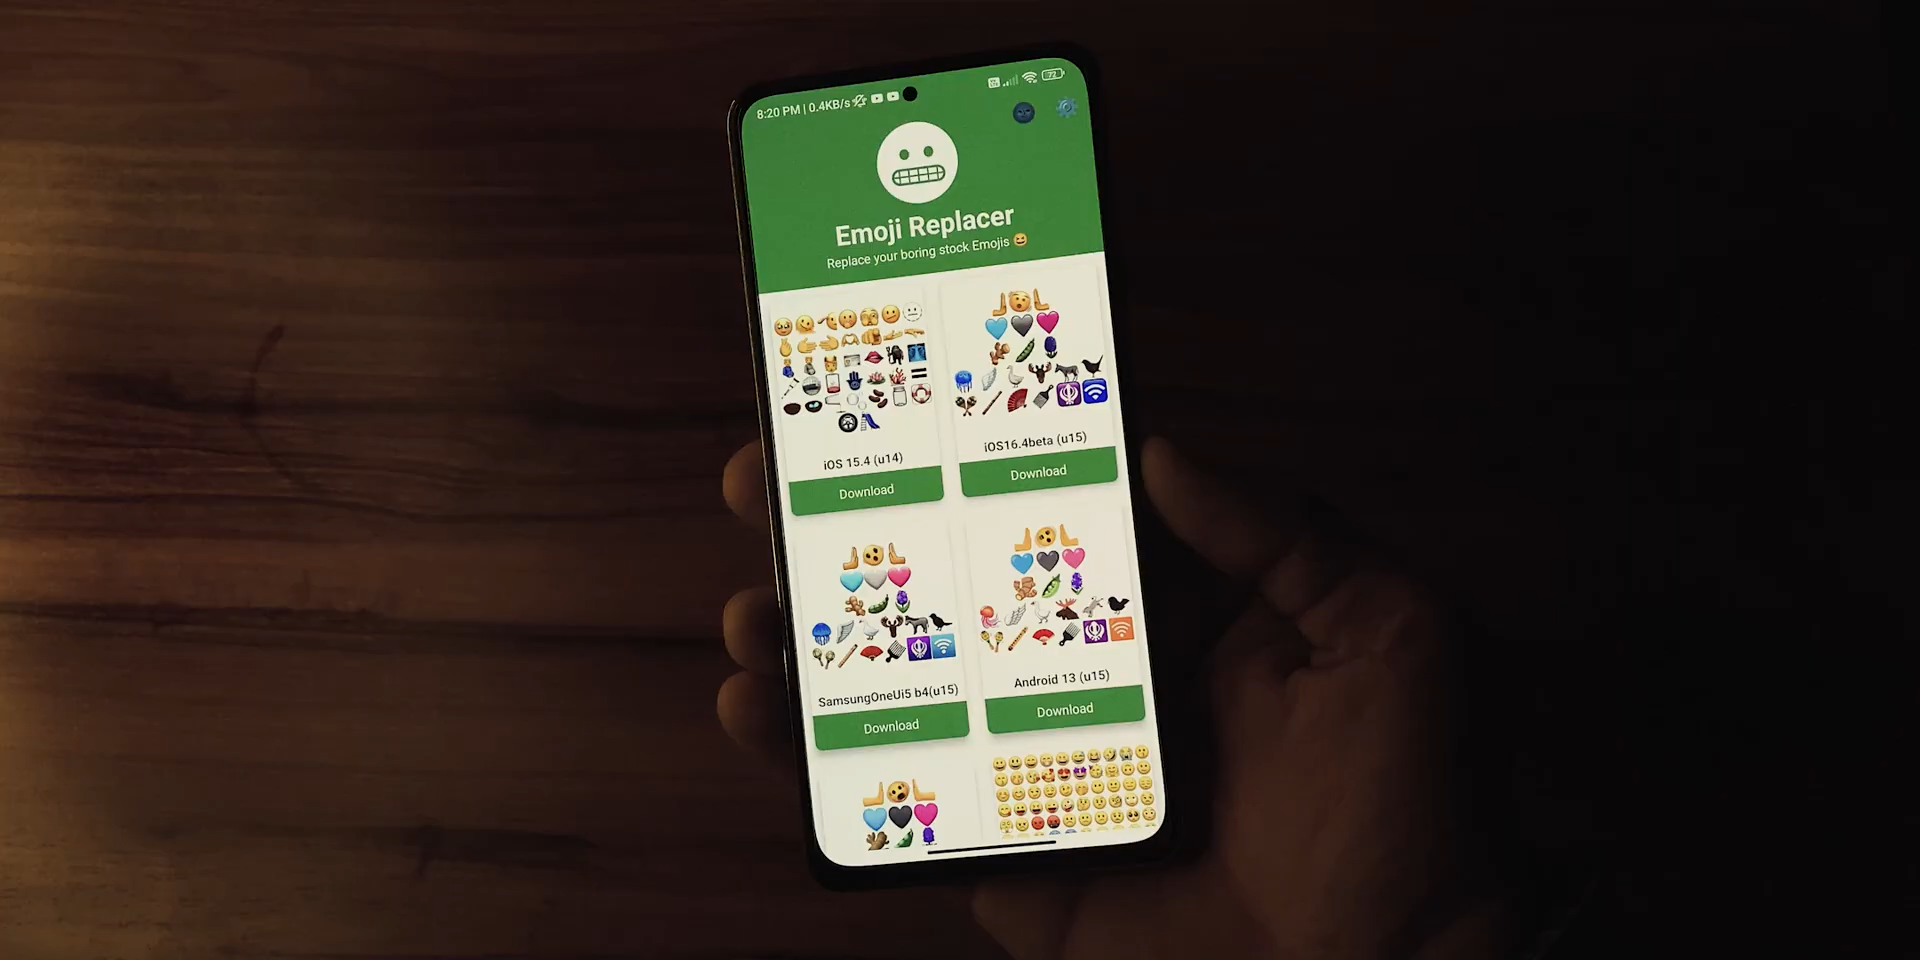 8:20 PM | 0.4KB/s
72
Emoji Replacer
Replace your boring stock Emojis 😆
iOS 15.4 (u14)
Download
iOS16.4beta (u15)
Download
SamsungOneUi5 b4(u15)
Download
Android 13 (u15)
Download